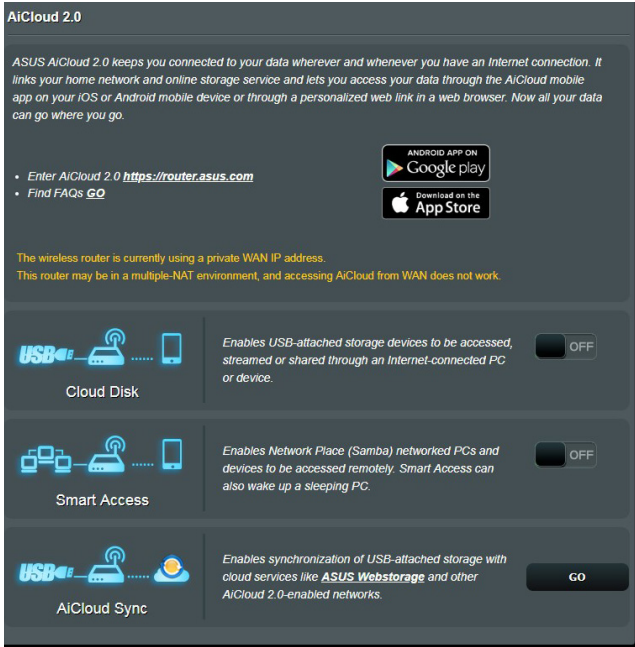 AiCloud 2.0
ASUS AiCloud 2.0 keeps you connected to your data wherever and whenever you have an Internet connection. It
links your home network and online storage service and lets you access your data through the AiCloud mobile
app on your iOS or Android mobile device or through a personalized web link in a web browser. Now all your data
can go where you go.
ANDROID APP ON
Google play
Enter AiCloud 2.0 https://router.asus.com
Find FAQs GO
Download on the
App Store
The wireless router is currently using a private WAN IP address.
This router may be in a multiple-NAT environment, and accessing AiCloud from WAN does not work.
USB
Cloud Disk
Enables USB-attached storage devices to be accessed,
streamed or shared through an Internet-connected PC
or device.
OFF
Smart Access
Enables Network Place (Samba) networked PCs and
devices to be accessed remotely. Smart Access can
also wake up a sleeping PC.
OFF
USB
AiCloud Sync
Enables synchronization of USB-attached storage with
cloud services like ASUS Webstorage and other
AiCloud 2.0-enabled networks.
GO